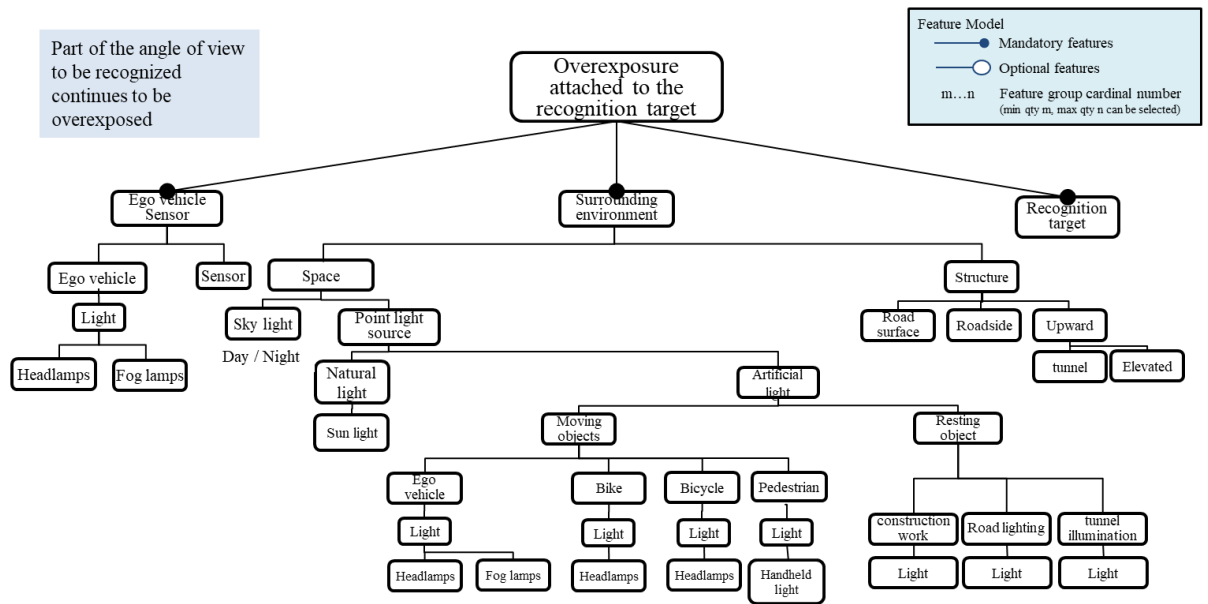 Part of the angle of view
to be recognized
continues to be
overexposed
Overexposure
attached to the
recognition target
Feature Model
Mandatory features
Optional features
m…n Feature group cardinal number
(min qty m, max qty n can be selected)
Ego vehicle
Sensor
Surrounding
environment
Recognition
target
Ego vehicle
Sensor
Space
Structure
Light
Sky light
Point light
source
Road
surface
Roadside
Upward
Day / Night
Headlamps
Fog lamps
Natural
light
Artificial
light
tunnel
Elevated
Sun light
Moving
objects
Resting
object
Ego
vehicle
Bike
Bicycle
Pedestrian
Light
Light
Light
Light
construction
work
Road lighting
tunnel
illumination
Headlamps
Fog lamps
Headlamps
Headlamps
Handheld
light
Light
Light
Light